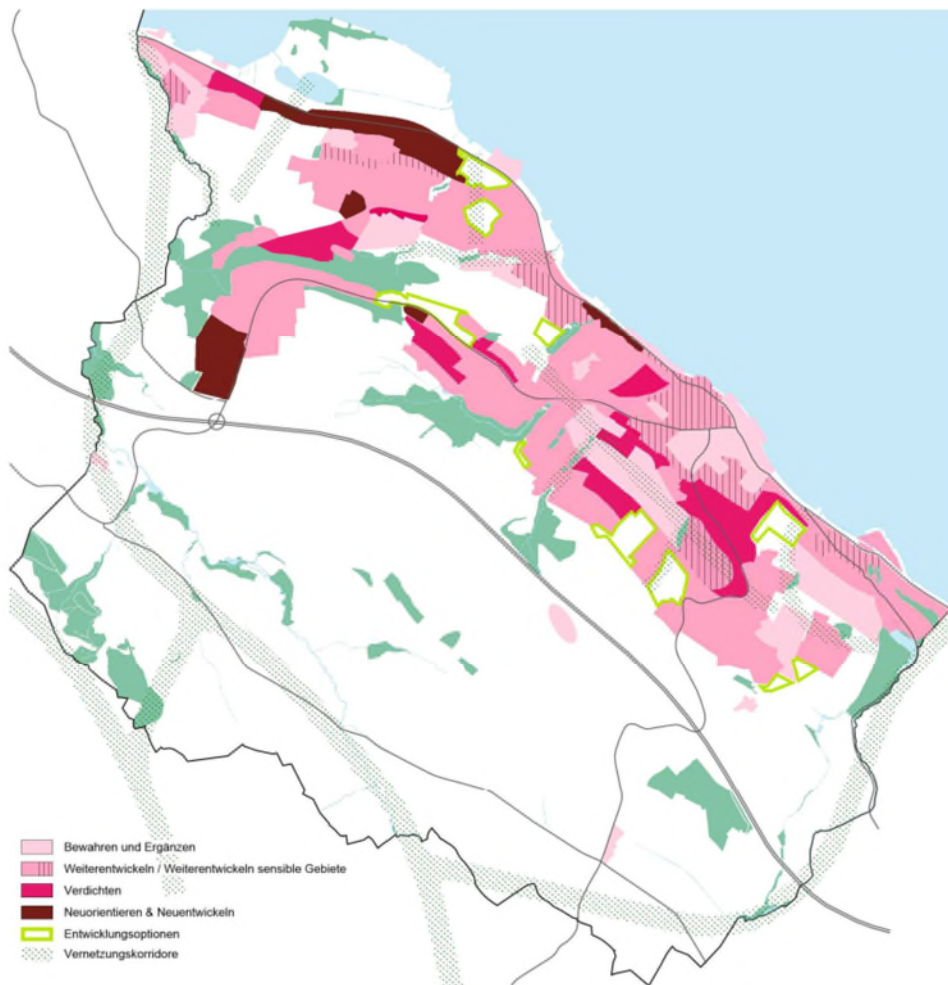 Bewahren und Ergänzen
Weiterentwickeln / Weiterentwickeln sensible Gebiete
Verdichten
Neuorientieren & Neuentwickeln
Entwicklungsoptionen
Vernetzungskorridore